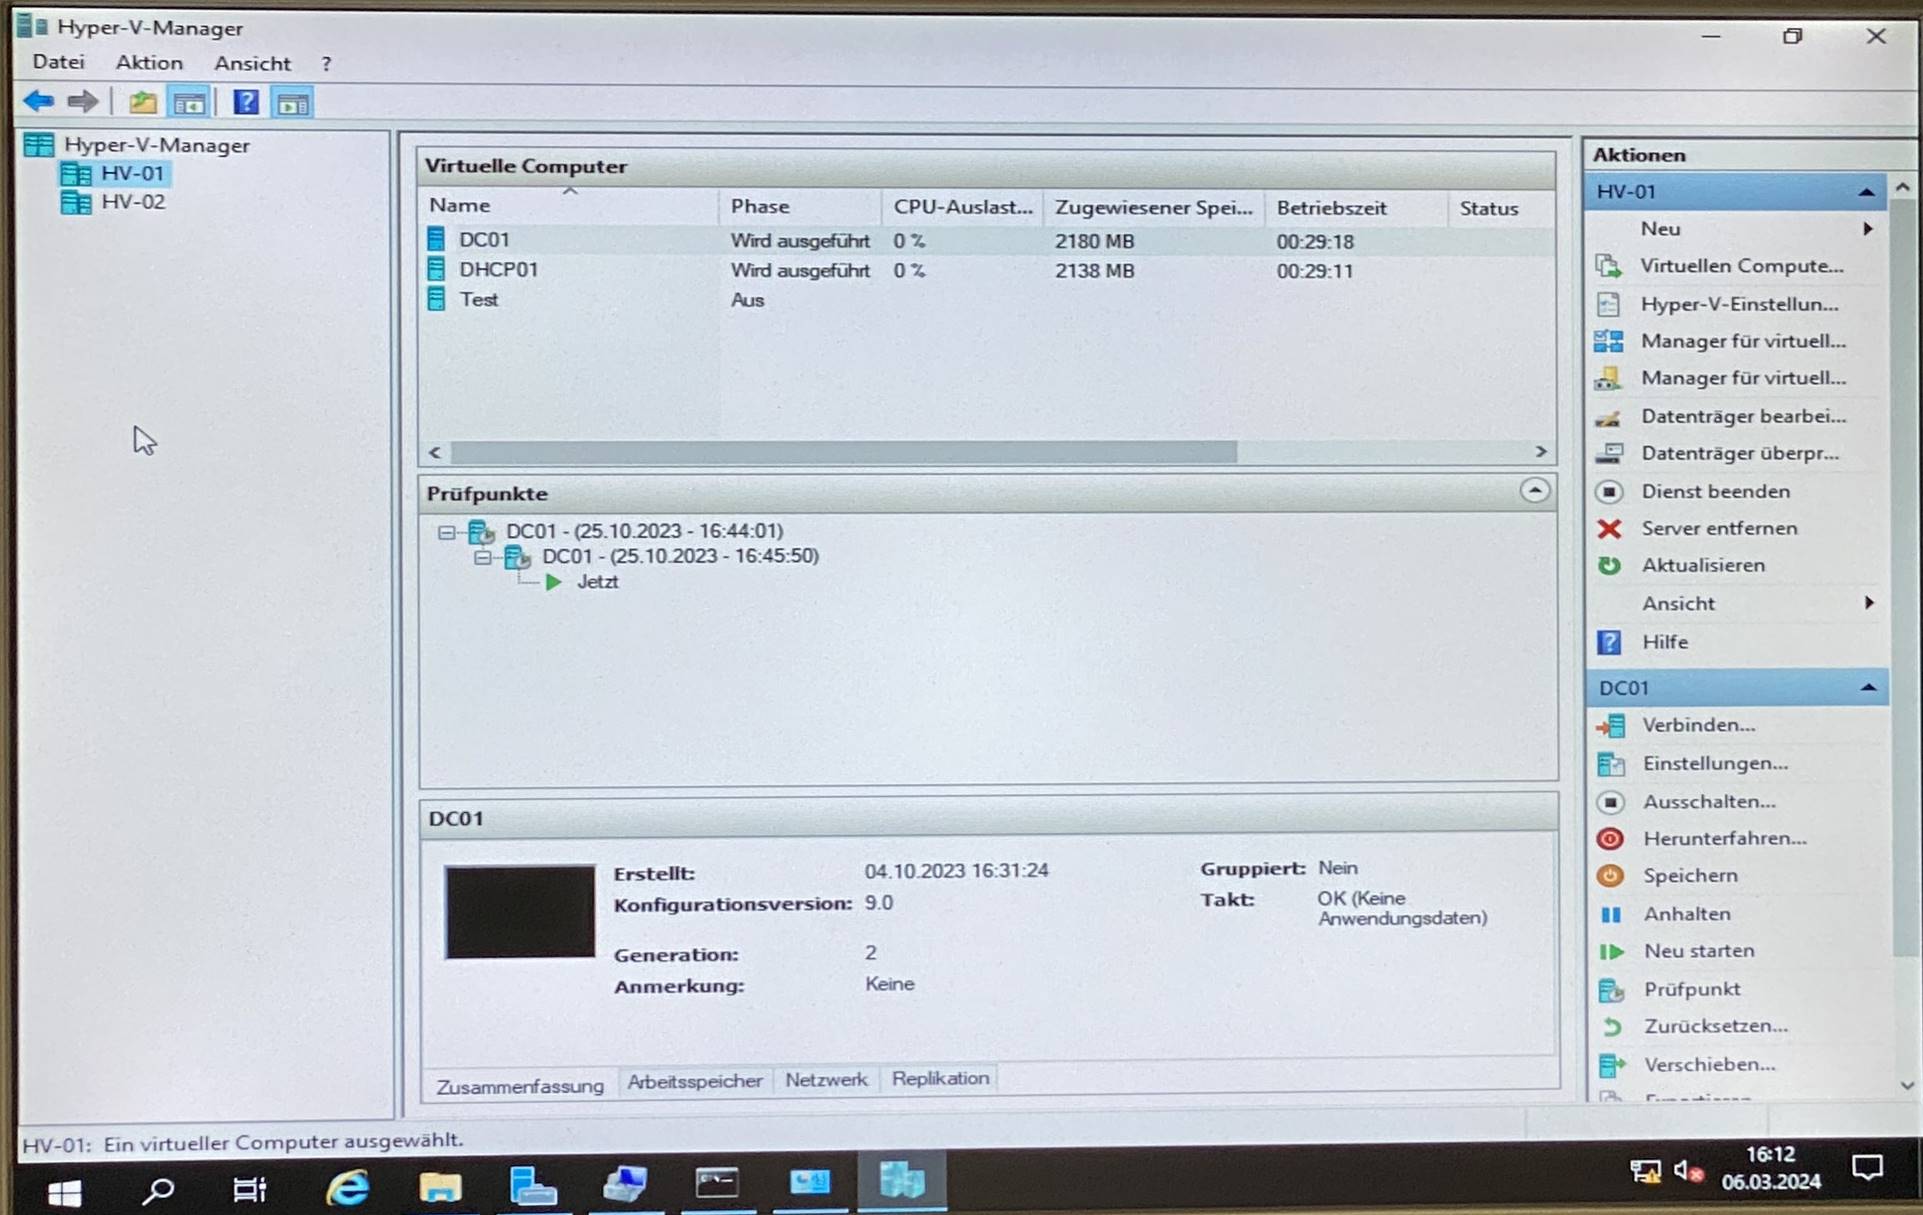 Hyper-V-Manager
Datei Aktion Ansicht ?
Hyper-V-Manager
HV-01
HV-02
Virtuelle Computer
Name Phase CPU-Auslast... Zugewiesener Spei... Betriebszeit Status
DC01 Wird ausgeführt 0 % 2180 MB 00:29:18
DHCP01 Wird ausgeführt 0 % 2138 MB 00:29:11
Test Aus
Prüfpunkte
DC01 - (25.10.2023 - 16:44:01)
DC01 - (25.10.2023 - 16:45:50)
Jetzt
DC01
Erstellt: 04.10.2023 16:31:24 Gruppiert: Nein
Konfigurationsversion: 9.0 Takt: OK (Keine
Anwendungsdaten)
Generation: 2
Anmerkung: Keine
Zusammenfassung Arbeitsspeicher Netzwerk Replikation
Aktionen
HV-01
Neu
Virtuellen Compute...
Hyper-V-Einstellun...
Manager für virtuell...
Manager für virtuell...
Datenträger bearbei...
Datenträger überpr...
Dienst beenden
Server entfernen
Aktualisieren
Ansicht
Hilfe
DC01
Verbinden...
Einstellungen...
Ausschalten...
Herunterfahren...
Speichern
Anhalten
Neu starten
Prüfpunkt
Zurücksetzen...
Verschieben...
HV-01: Ein virtueller Computer ausgewählt.
16:12
06.03.2024